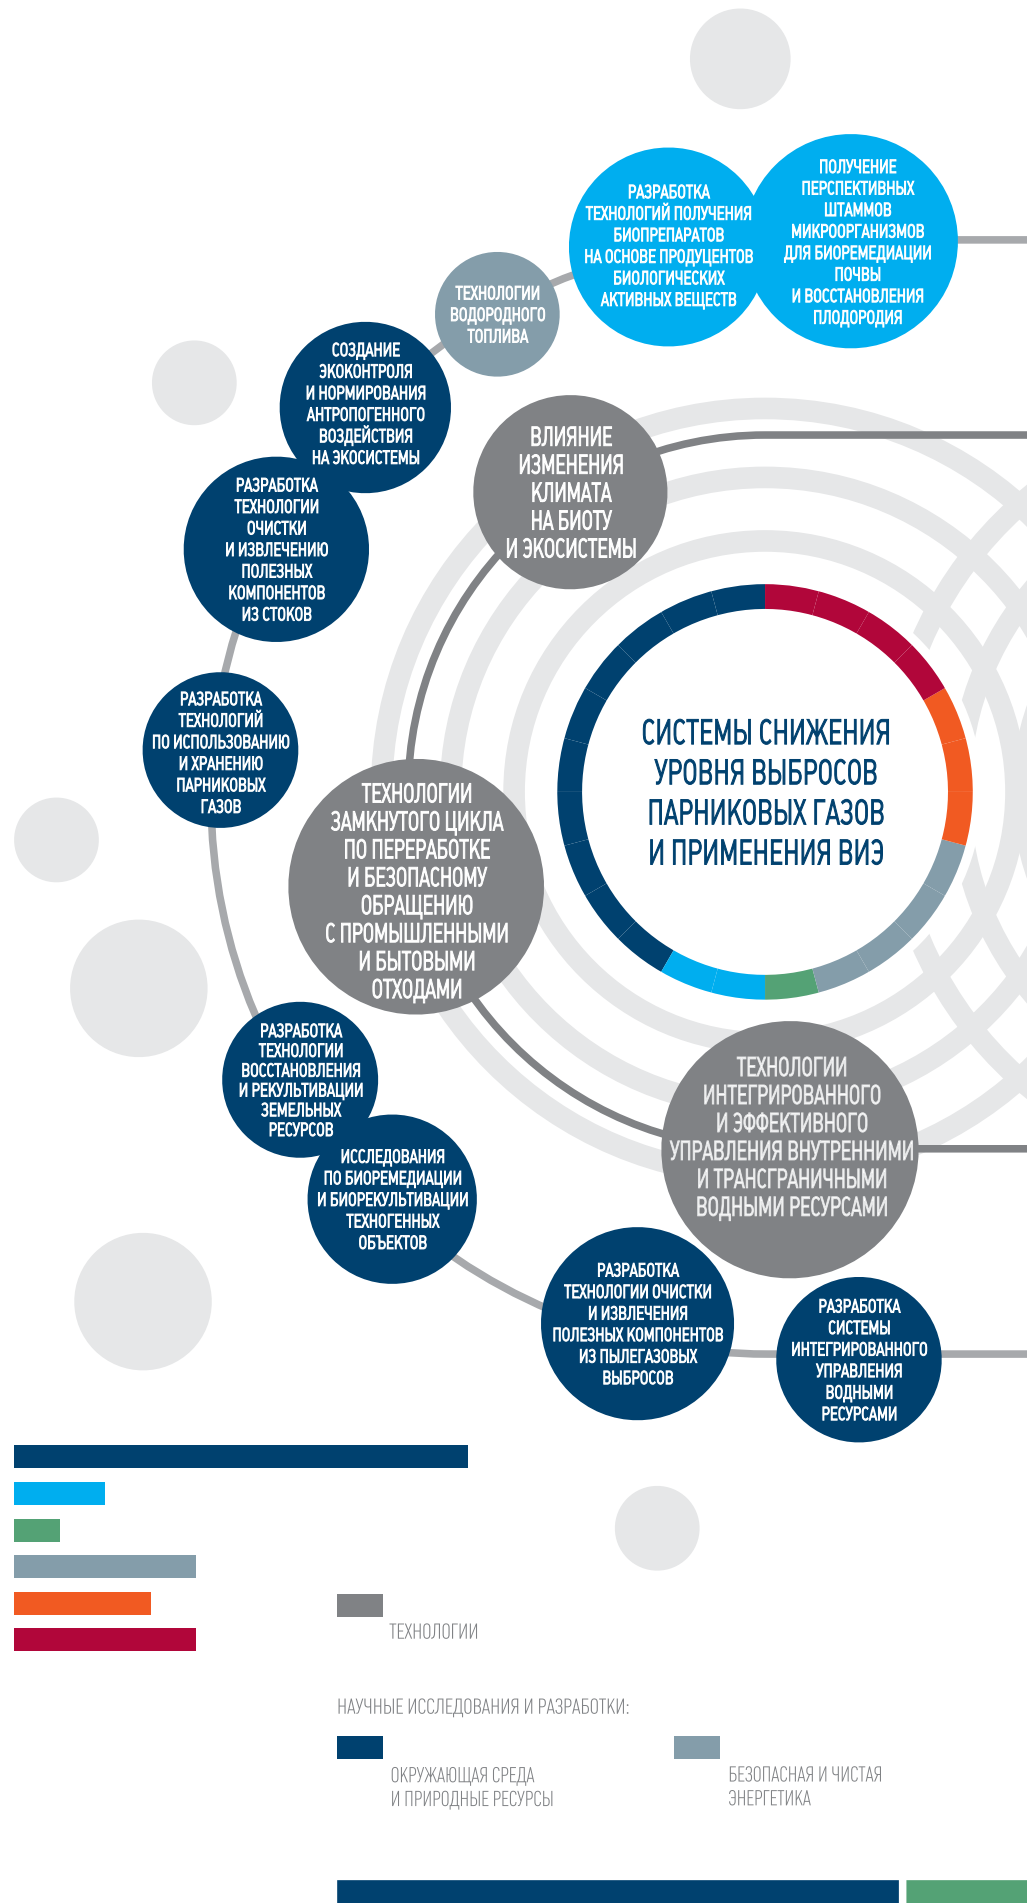 ПОЛУЧЕНИЕ
ПЕРСПЕКТИВНЫХ
ШТАММОВ
МИКРООРГАНИЗМОВ
ДЛЯ БИОРЕМЕДИАЦИИ
ПОЧВЫ
И ВОССТАНОВЛЕНИЯ
ПЛОДОРОДИЯ
РАЗРАБОТКА
ТЕХНОЛОГИЙ ПОЛУЧЕНИЯ
БИОПРЕПАРАТОВ
НА ОСНОВЕ ПРОДУЦЕНТОВ
БИОЛОГИЧЕСКИХ
АКТИВНЫХ ВЕЩЕСТВ
ТЕХНОЛОГИИ
ВОДОРОДНОГО
ТОПЛИВА
СОЗДАНИЕ
ЭКОКОНТРОЛЯ
И НОРМИРОВАНИЯ
АНТРОПОГЕННОГО
ВОЗДЕЙСТВИЯ
НА ЭКОСИСТЕМЫ
РАЗРАБОТКА
ТЕХНОЛОГИИ
ОЧИСТКИ
И ИЗВЛЕЧЕНИЮ
ПОЛЕЗНЫХ
КОМПОНЕНТОВ
ИЗ СТОКОВ
ВЛИЯНИЕ
ИЗМЕНЕНИЯ
КЛИМАТА
НА БИОТУ
И ЭКОСИСТЕМЫ
РАЗРАБОТКА
ТЕХНОЛОГИЙ
ПО ИСПОЛЬЗОВАНИЮ
И ХРАНЕНИЮ
ПАРНИКОВЫХ
ГАЗОВ
СИСТЕМЫ СНИЖЕНИЯ
УРОВНЯ ВЫБРОСОВ
ПАРНИКОВЫХ ГАЗОВ
И ПРИМЕНЕНИЯ ВИЭ
ТЕХНОЛОГИИ
ЗАМКНУТОГО ЦИКЛА
ПО ПЕРЕРАБОТКЕ
И БЕЗОПАСНОМУ
ОБРАЩЕНИЮ
С ПРОМЫШЛЕННЫМИ
И БЫТОВЫМИ
ОТХОДАМИ
РАЗРАБОТКА
ТЕХНОЛОГИИ
ВОССТАНОВЛЕНИЯ
И РЕКУЛЬТИВАЦИИ
ЗЕМЕЛЬНЫХ
РЕСУРСОВ
ТЕХНОЛОГИИ
ИНТЕГРИРОВАННОГО
И ЭФФЕКТИВНОГО
УПРАВЛЕНИЯ ВНУТРЕННИМИ
И ТРАНСГРАНИЧНЫМИ
ВОДНЫМИ РЕСУРСАМИ
ИССЛЕДОВАНИЯ
ПО БИОРЕМЕДИАЦИИ
И БИОРЕКУЛЬТИВАЦИИ
ТЕХНОГЕННЫХ
ОБЪЕКТОВ
РАЗРАБОТКА
ТЕХНОЛОГИИ ОЧИСТКИ
И ИЗВЛЕЧЕНИЯ
ПОЛЕЗНЫХ КОМПОНЕНТОВ
ИЗ ПЫЛЕГАЗОВЫХ
ВЫБРОСОВ
РАЗРАБОТКА
СИСТЕМЫ
ИНТЕГРИРОВАННОГО
УПРАВЛЕНИЯ
ВОДНЫМИ
РЕСУРСАМИ
ТЕХНОЛОГИИ
НАУЧНЫЕ ИССЛЕДОВАНИЯ И РАЗРАБОТКИ:
ОКРУЖАЮЩАЯ СРЕДА
И ПРИРОДНЫЕ РЕСУРСЫ
БЕЗОПАСНАЯ И ЧИСТАЯ
ЭНЕРГЕТИКА